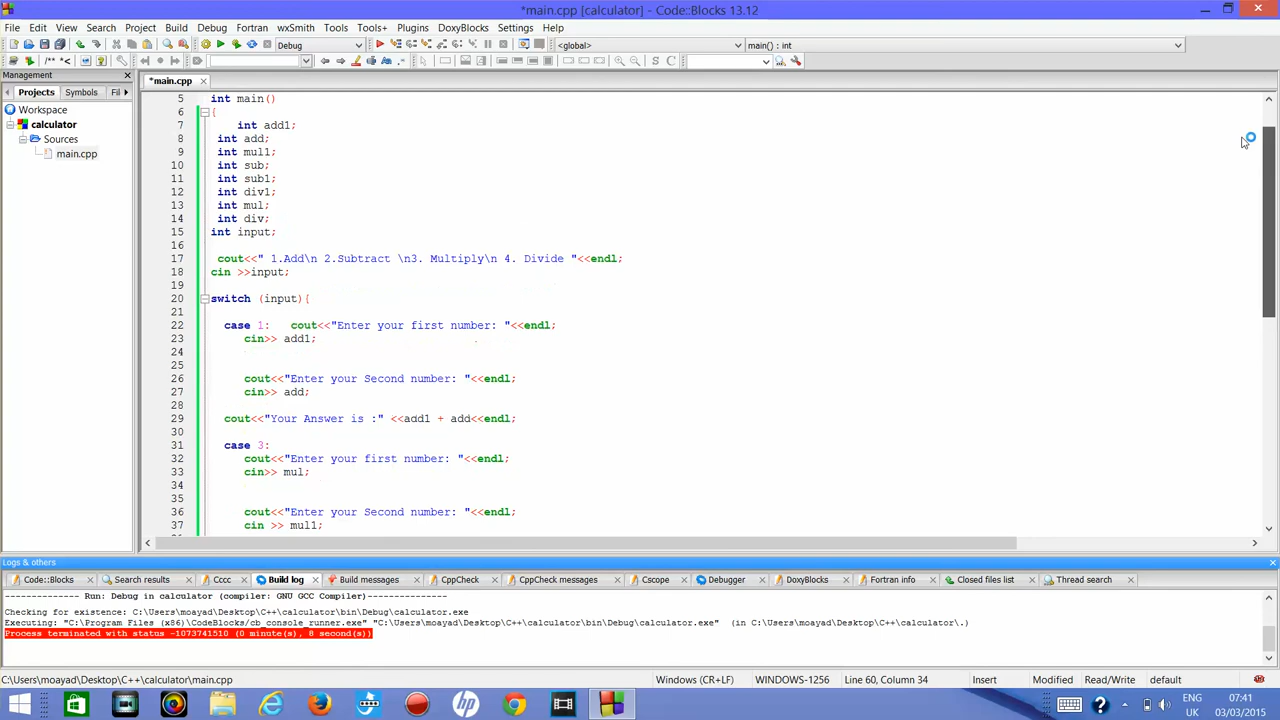 *main.cpp [calculator] - Code::Blocks 13.12
File Edit View Search Project Build Debug Fortran wxSmith Tools Tools+ Plugins DoxyBlocks Settings Help
Debug <global> main() : int
/** *<
Management
*main.cpp
Projects Symbols Fil
Workspace
calculator
Sources
main.cpp
5 int main()
6 {
7 int add1;
8 int add;
9 int mul1;
10 int sub;
11 int sub1;
12 int div1;
13 int mul;
14 int div;
15 int input;
16
17 cout<<" 1.Add\n 2.Subtract \n3. Multiply\n 4. Divide "<<endl;
18 cin >>input;
19
20 switch (input){
21
22 case 1: cout<<"Enter your first number: "<<endl;
23 cin>> add1;
24
25
26 cout<<"Enter your Second number: "<<endl;
27 cin>> add;
28
29 cout<<"Your Answer is :" <<add1 + add<<endl;
30
31 case 3:
32 cout<<"Enter your first number: "<<endl;
33 cin>> mul;
34
35
36 cout<<"Enter your Second number: "<<endl;
37 cin >> mul1;
Logs & others
Code::Blocks Search results Cccc Build log Build messages CppCheck CppCheck messages Cscope Debugger DoxyBlocks Fortran info Closed files list Thread search
-------------- Run: Debug in calculator (compiler: GNU GCC Compiler)---------------
Checking for existence: C:\Users\moayad\Desktop\C++\calculator\bin\Debug\calculator.exe
Executing: "C:\Program Files (x86)\CodeBlocks/cb_console_runner.exe" "C:\Users\moayad\Desktop\C++\calculator\bin\Debug\calculator.exe" (in C:\Users\moayad\Desktop\C++\calculator\.)
Process terminated with status -1073741510 (0 minute(s), 8 second(s))
C:\Users\moayad\Desktop\C++\calculator\main.cpp Windows (CR+LF) WINDOWS-1256 Line 60, Column 34 Insert Modified Read/Write default
ENG 07:41
UK 03/03/2015